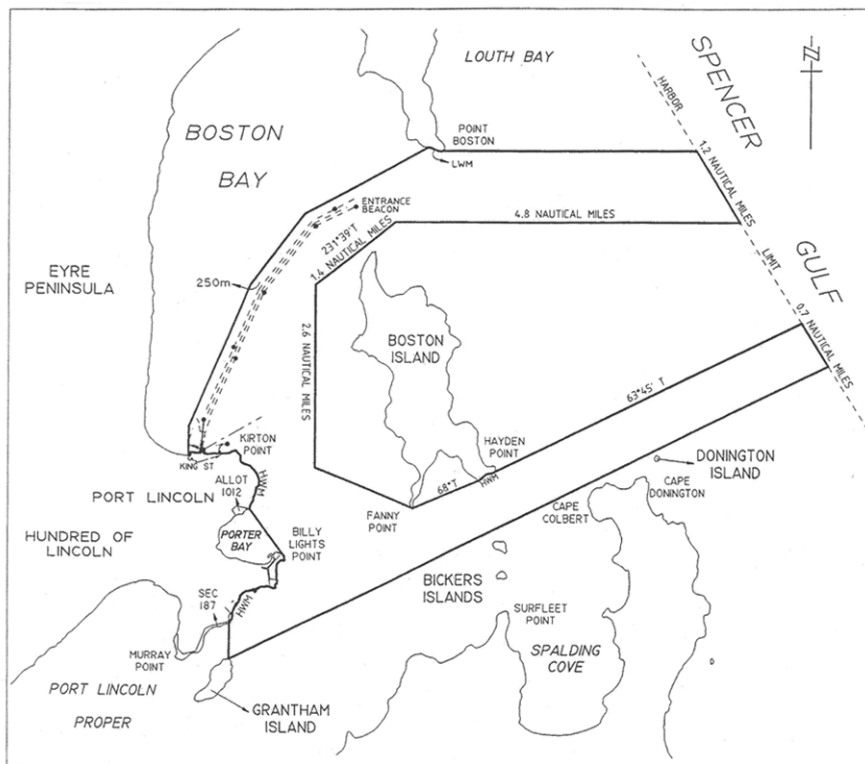 LOUTH BAY
SPENCER
GULF
N
HARBOR
LIMIT
BOSTON
BAY
POINT
BOSTON
LWM
1.2 NAUTICAL MILES
ENTRANCE
BEACON
4.8 NAUTICAL MILES
231°39'T
1.4 NAUTICAL MILES
EYRE
PENINSULA
250m
2.6 NAUTICAL MILES
BOSTON
ISLAND
0.7 NAUTICAL MILES
63°45' T
KIRTON
POINT
KING ST
HAYDEN
POINT
HWM
68°T
DONINGTON
ISLAND
CAPE
DONINGTON
CAPE
COLBERT
PORT LINCOLN
ALLOT
1012
HWM
FANNY
POINT
HUNDRED OF
LINCOLN
PORTER
BAY
BILLY
LIGHTS
POINT
BICKERS
ISLANDS
SEC
187
HWM
SURFLEET
POINT
MURRAY
POINT
SPALDING
COVE
PORT LINCOLN
PROPER
GRANTHAM
ISLAND